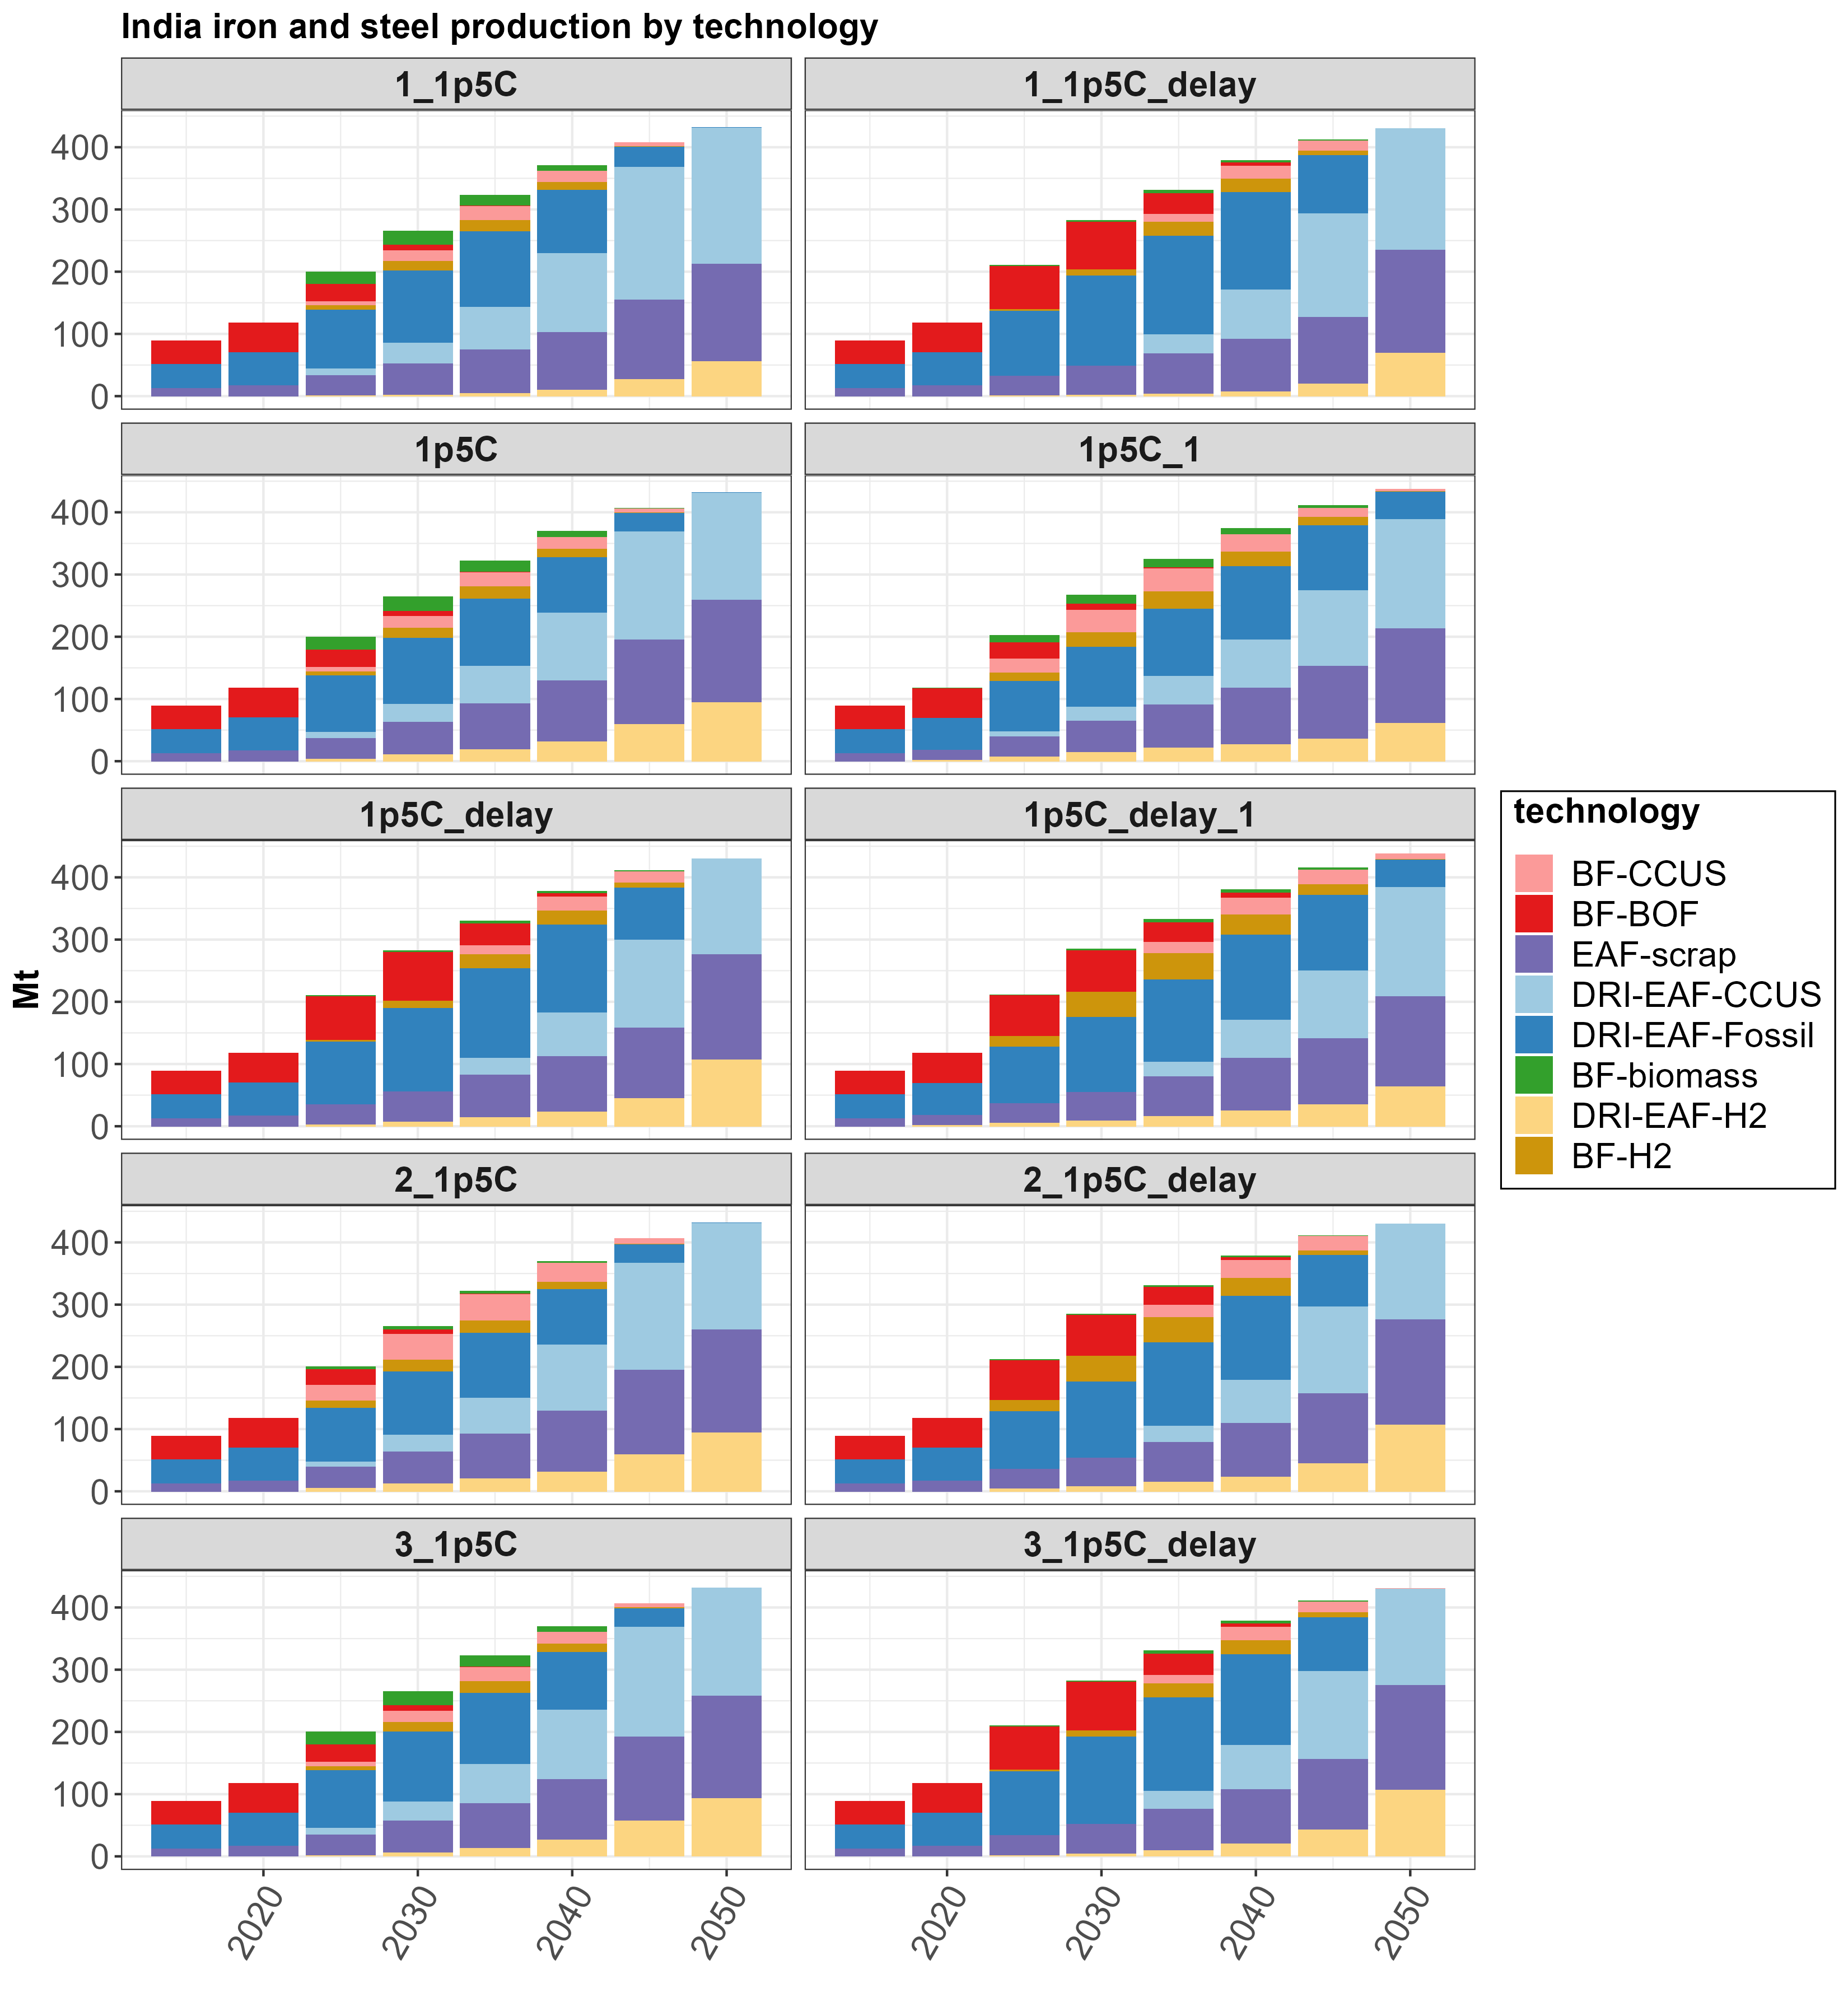 India iron and steel production by technology
1_1p5C
1_1p5C_delay
400
300
200
100
0
1p5C
1p5C_1
400
300
200
100
0
1p5C_delay
1p5C_delay_1
400
300
200
100
0
Mt
2_1p5C
2_1p5C_delay
400
300
200
100
0
3_1p5C
3_1p5C_delay
400
300
200
100
0
2020 2030 2040 2050
2020 2030 2040 2050
technology
BF-CCUS
BF-BOF
EAF-scrap
DRI-EAF-CCUS
DRI-EAF-Fossil
BF-biomass
DRI-EAF-H2
BF-H2